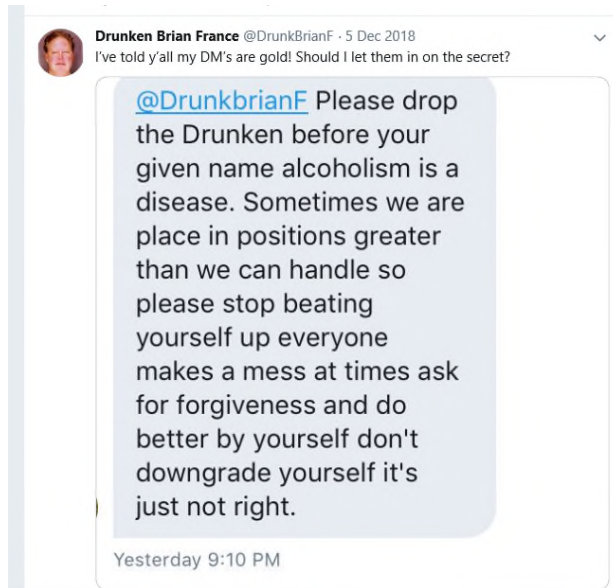 Drunken Brian France @DrunkBrianF · 5 Dec 2018
I've told y'all my DM's are gold! Should I let them in on the secret?
@DrunkbrianF Please drop
the Drunken before your
given name alcoholism is a
disease. Sometimes we are
place in positions greater
than we can handle so
please stop beating
yourself up everyone
makes a mess at times ask
for forgiveness and do
better by yourself don't
downgrade yourself it's
just not right.
Yesterday 9:10 PM